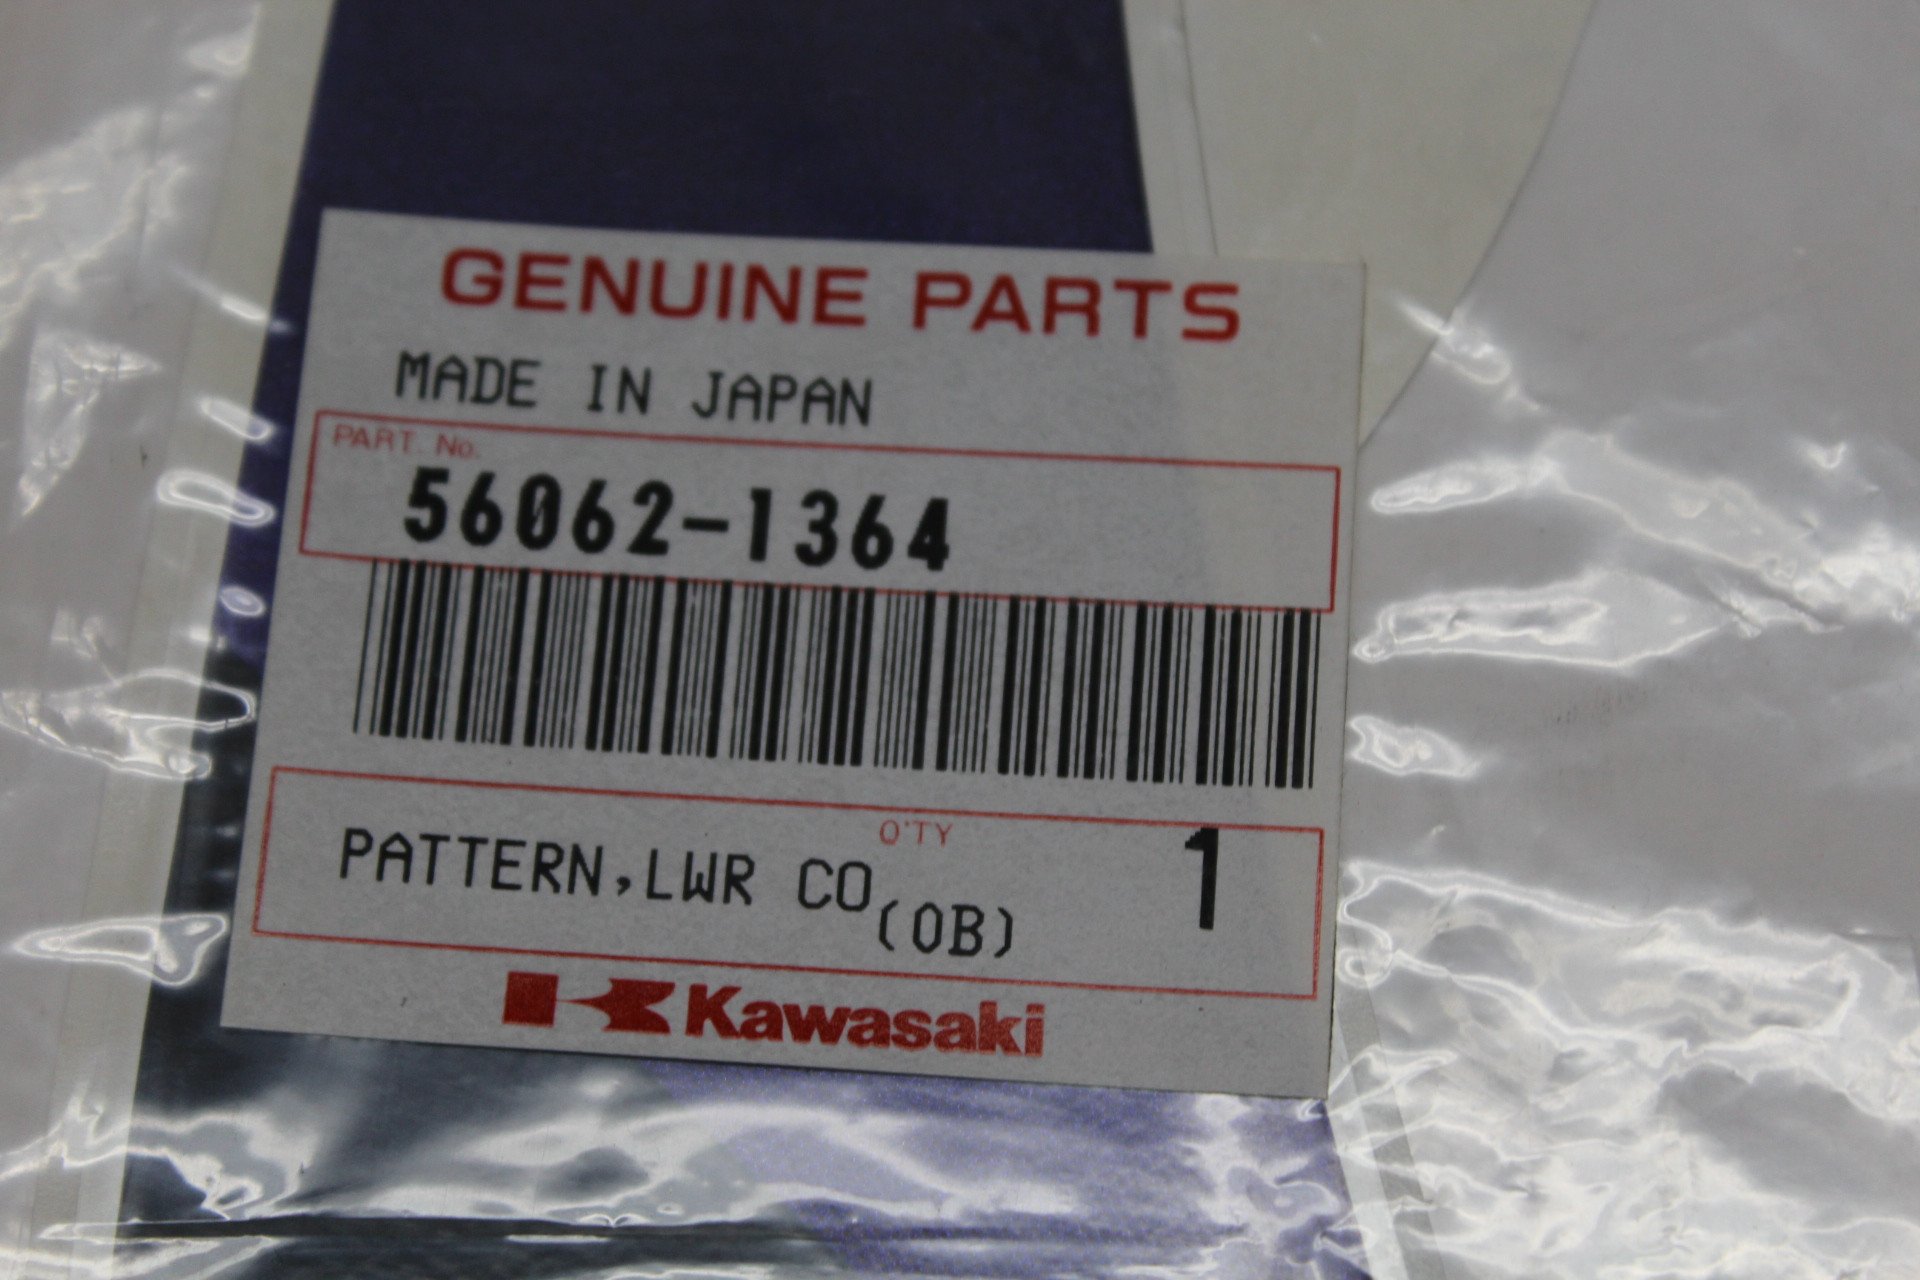 GENUINE PARTS
MADE IN JAPAN
PART. No.
56062-1364
Q'TY
PATTERN,LWR CO(OB) 1
Kawasaki